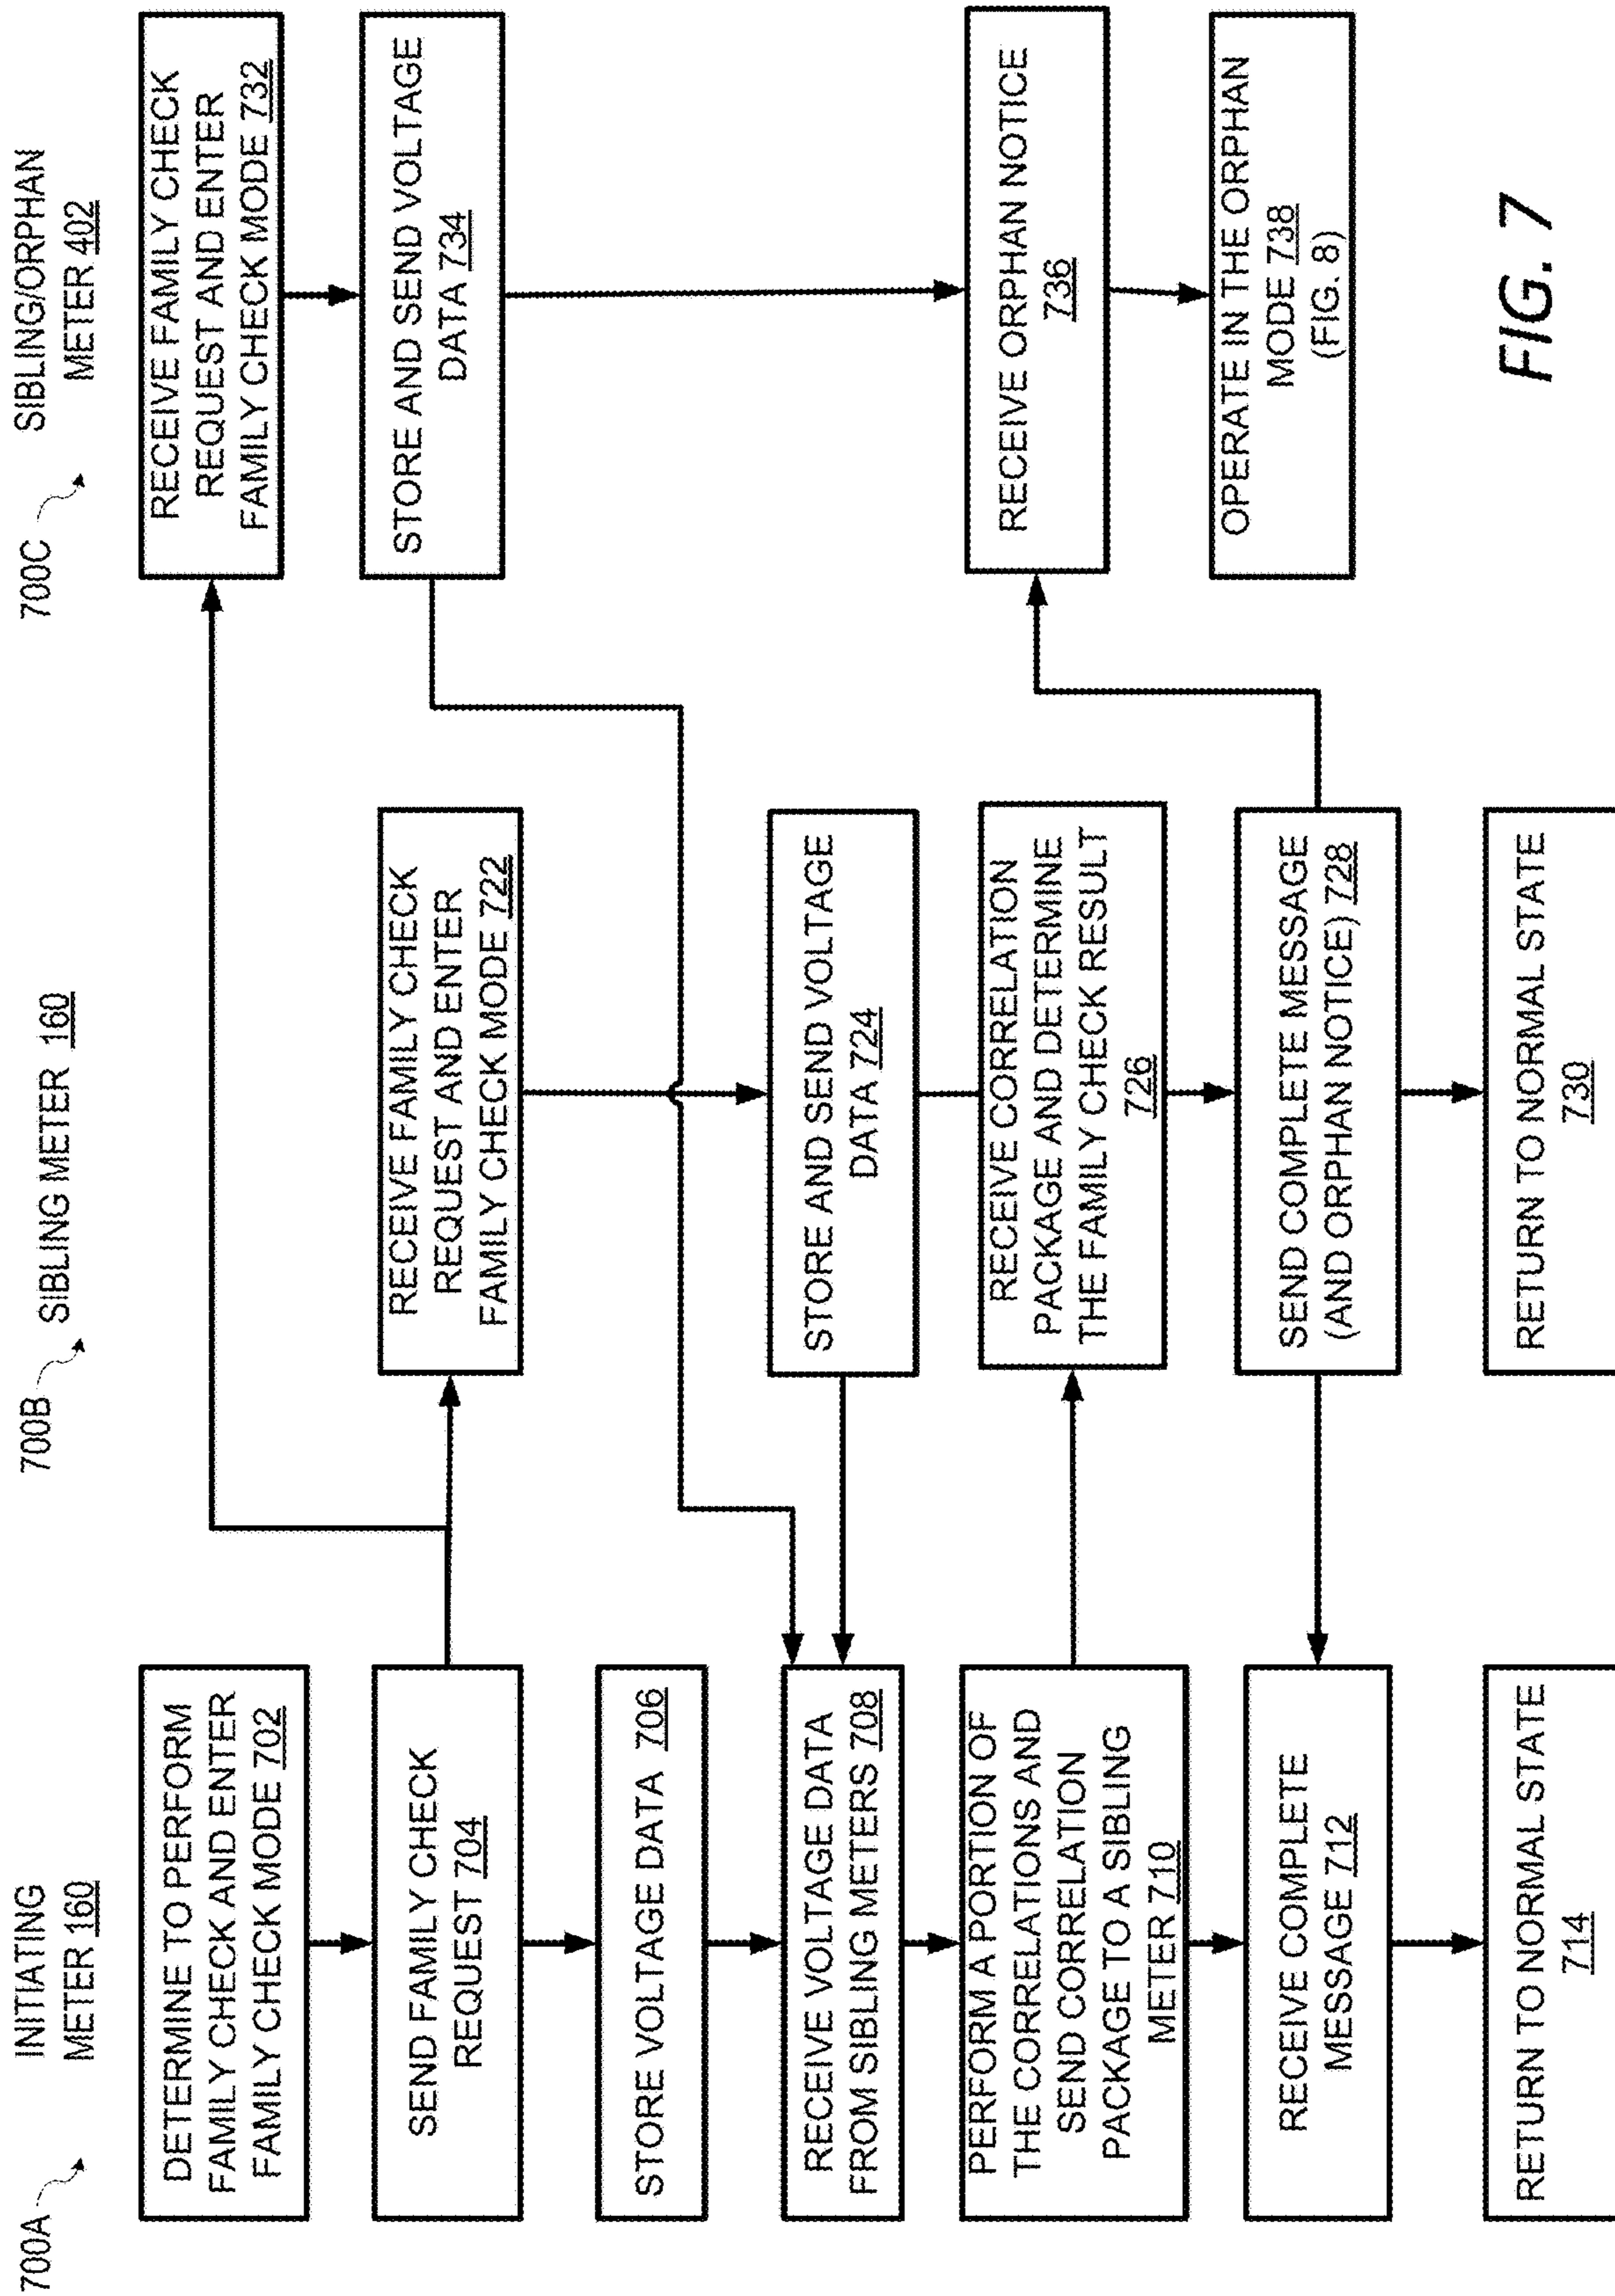 700A
INITIATING
METER 160
DETERMINE TO PERFORM
FAMILY CHECK AND ENTER
FAMILY CHECK MODE 702
SEND FAMILY CHECK
REQUEST 704
STORE VOLTAGE DATA 706
RECEIVE VOLTAGE DATA
FROM SIBLING METERS 708
PERFORM A PORTION OF
THE CORRELATIONS AND
SEND CORRELATION
PACKAGE TO A SIBLING
METER 710
RECEIVE COMPLETE
MESSAGE 712
RETURN TO NORMAL STATE
714
700B
SIBLING METER 160
RECEIVE FAMILY CHECK
REQUEST AND ENTER
FAMILY CHECK MODE 722
STORE AND SEND VOLTAGE
DATA 724
RECEIVE CORRELATION
PACKAGE AND DETERMINE
THE FAMILY CHECK RESULT
726
SEND COMPLETE MESSAGE
(AND ORPHAN NOTICE) 728
RETURN TO NORMAL STATE
730
700C
SIBLING/ORPHAN
METER 402
RECEIVE FAMILY CHECK
REQUEST AND ENTER
FAMILY CHECK MODE 732
STORE AND SEND VOLTAGE
DATA 734
RECEIVE ORPHAN NOTICE
736
OPERATE IN THE ORPHAN
MODE 738
(FIG. 8)
FIG. 7